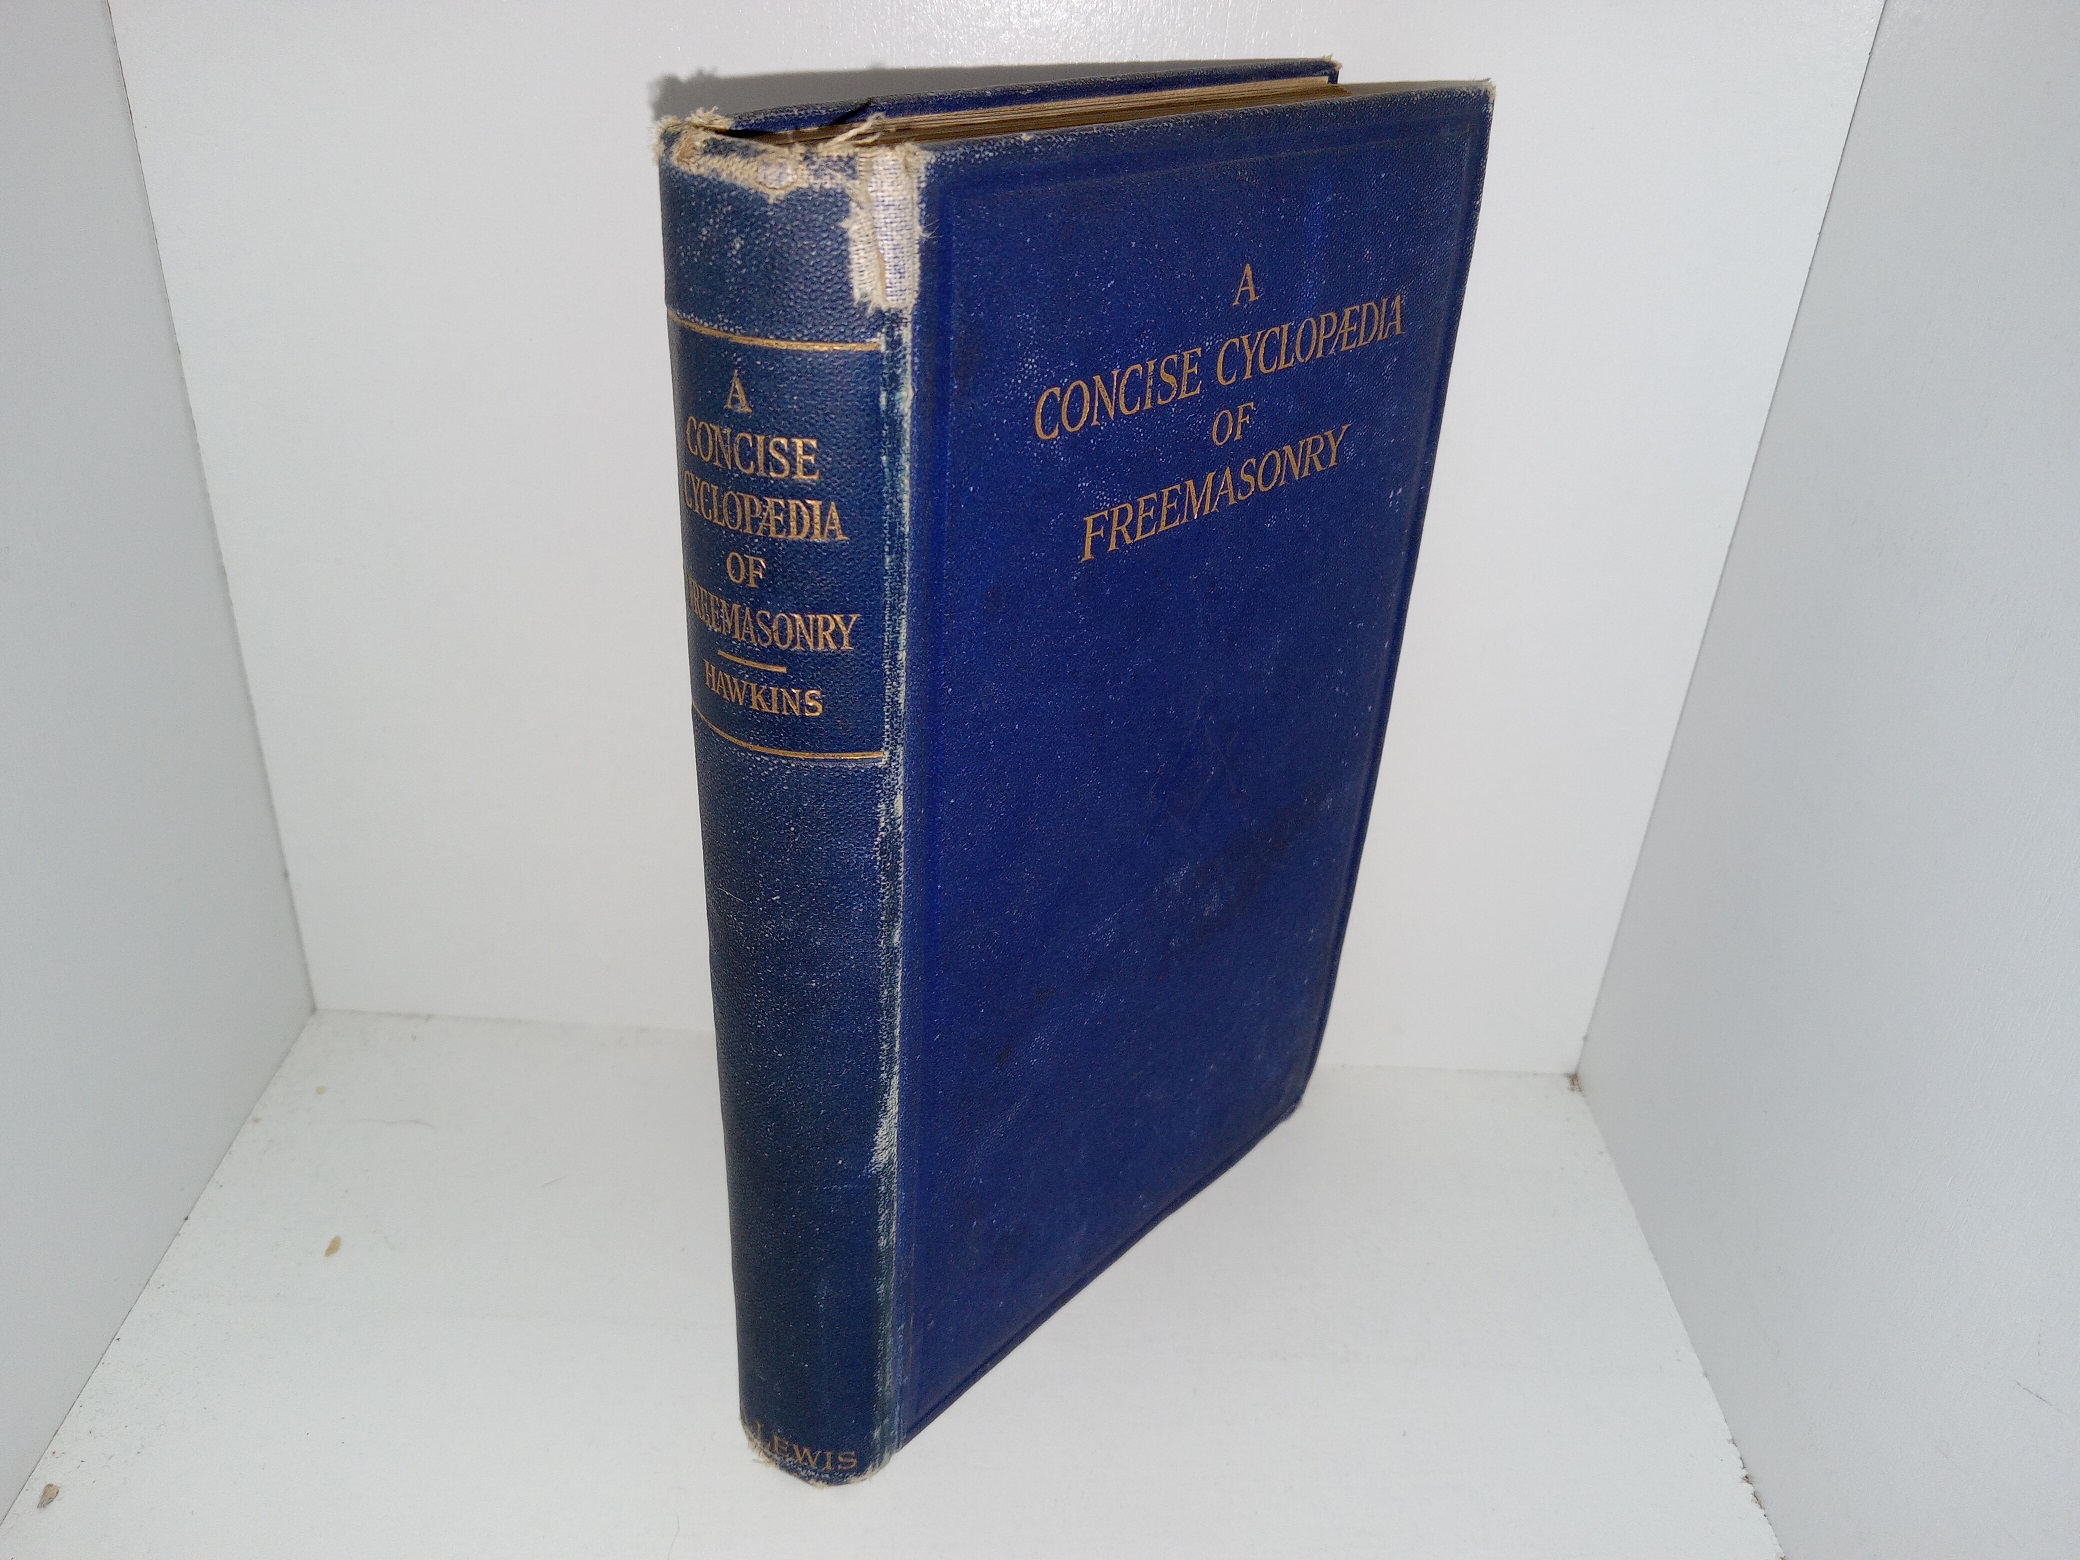 A
CONCISE
CYCLOPÆDIA
OF
FREEMASONRY
HAWKINS
LEWIS
A
CONCISE CYCLOPÆDIA
OF
FREEMASONRY